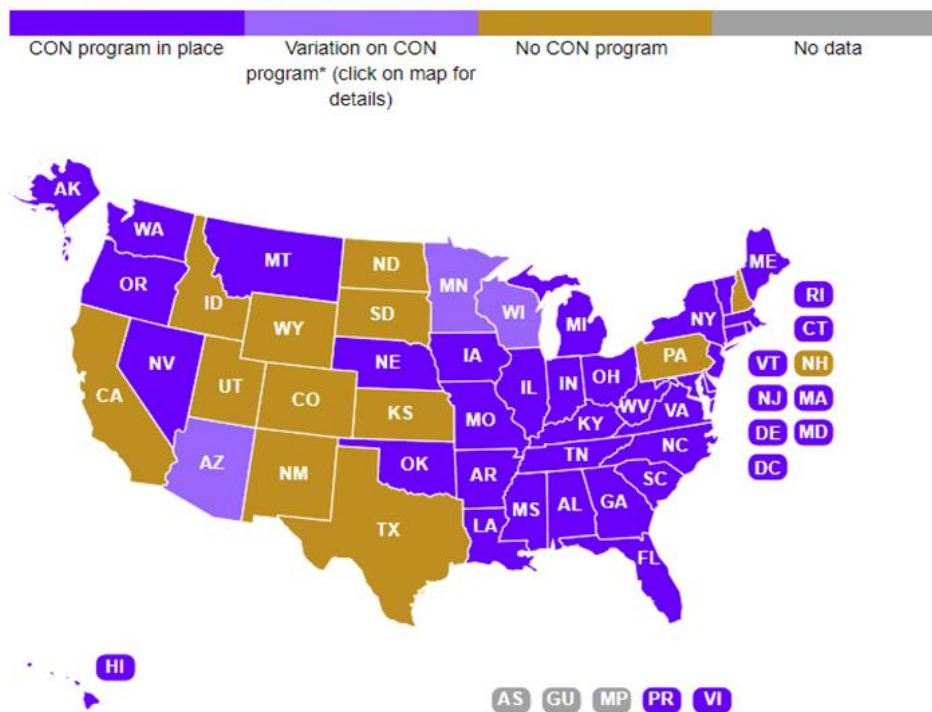 CON program in place
Variation on CON
program* (click on map for
details)
No CON program
No data
AK
WA
MT
ND
MN
ME
OR
ID
SD
WI
MI
NY
RI
WY
CT
NV
NE
IA
PA
VT
NH
CA
UT
CO
KS
MO
IL
IN
OH
WV
VA
NJ
MA
KY
DE
MD
AZ
NM
OK
AR
TN
NC
DC
SC
TX
LA
MS
AL
GA
FL
HI
AS
GU
MP
PR
VI